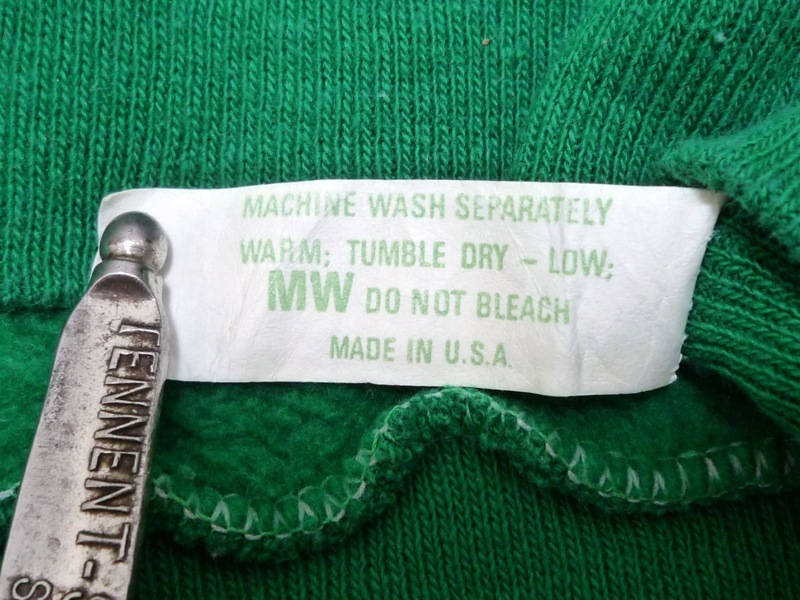 MACHINE WASH SEPARATELY
WARM; TUMBLE DRY – LOW;
MW DO NOT BLEACH
MADE IN U.S.A.
TENNENT-